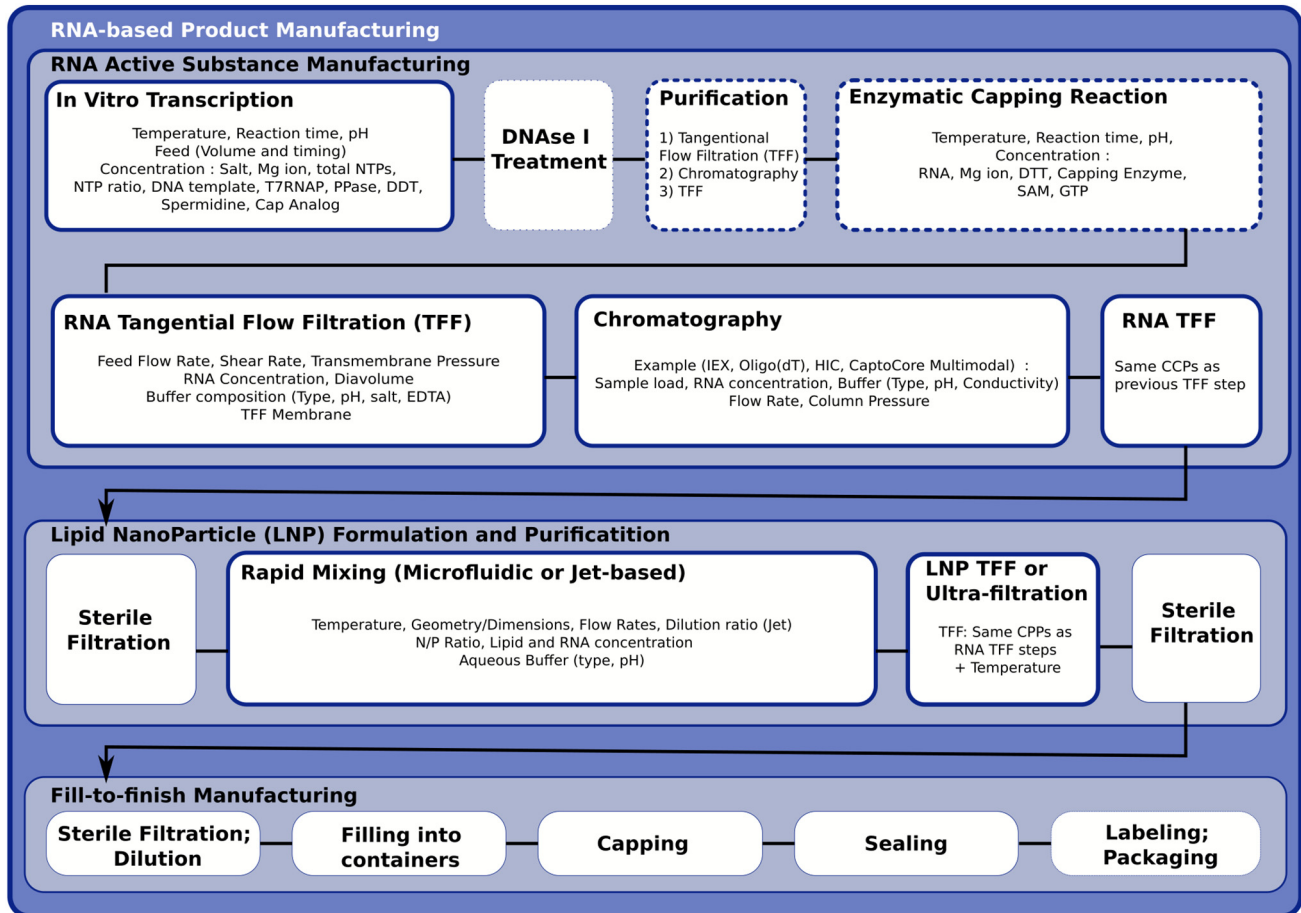 RNA-based Product Manufacturing
RNA Active Substance Manufacturing
In Vitro Transcription
Temperature, Reaction time, pH
Feed (Volume and timing)
Concentration : Salt, Mg ion, total NTPs,
NTP ratio, DNA template, T7RNAP, PPase, DDT,
Spermidine, Cap Analog
DNAse I
Treatment
Purification
1) Tangentional
Flow Filtration (TFF)
2) Chromatography
3) TFF
Enzymatic Capping Reaction
Temperature, Reaction time, pH,
Concentration :
RNA, Mg ion, DTT, Capping Enzyme,
SAM, GTP
RNA Tangential Flow Filtration (TFF)
Feed Flow Rate, Shear Rate, Transmembrane Pressure
RNA Concentration, Diavolume
Buffer composition (Type, pH, salt, EDTA)
TFF Membrane
Chromatography
Example (IEX, Oligo(dT), HIC, CaptoCore Multimodal)  :
Sample load, RNA concentration, Buffer (Type, pH, Conductivity)
Flow Rate, Column Pressure
RNA TFF
Same CCPs as
previous TFF step
Lipid NanoParticle (LNP) Formulation and Purificatition
Sterile
Filtration
Rapid Mixing (Microfluidic or Jet-based)
Temperature, Geometry/Dimensions, Flow Rates, Dilution ratio (Jet)
N/P Ratio, Lipid and RNA concentration
Aqueous Buffer (type, pH)
LNP TFF or
Ultra-filtration
TFF: Same CPPs as
RNA TFF steps
+ Temperature
Sterile
Filtration
Fill-to-finish Manufacturing
Sterile Filtration;
Dilution
Filling into
containers
Capping
Sealing
Labeling;
Packaging